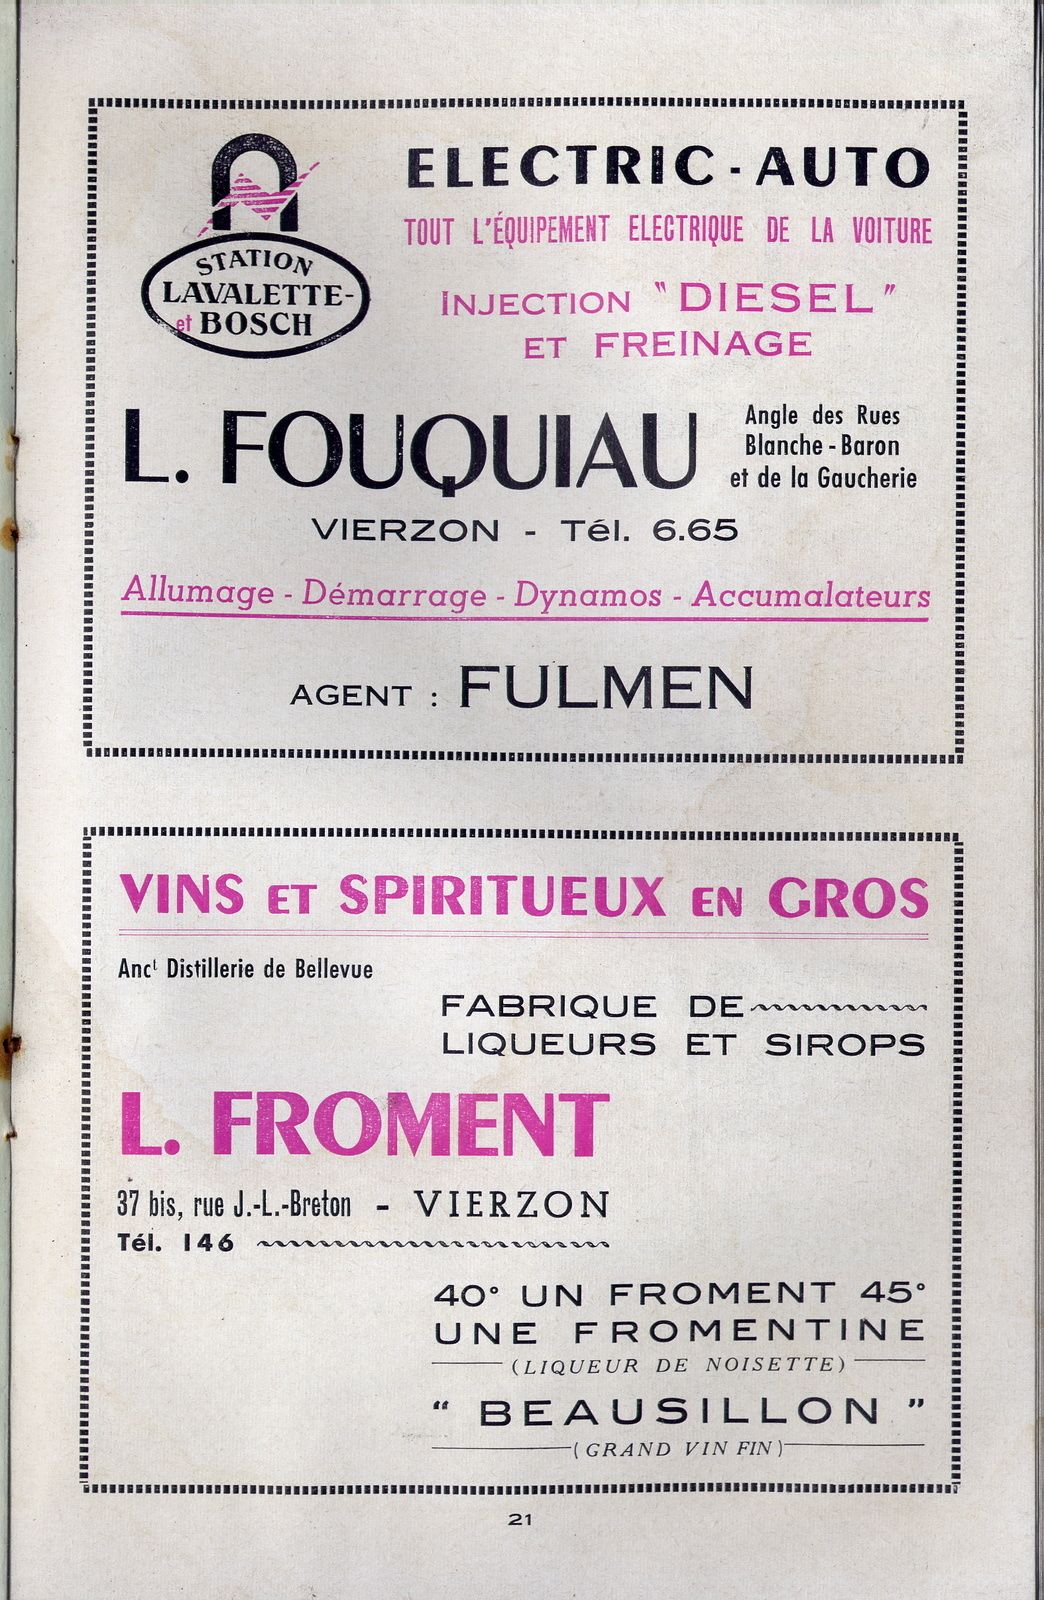 ELECTRIC - AUTO
TOUT L'ÉQUIPEMENT ELECTRIQUE DE LA VOITURE
STATION
LAVALETTE-
et BOSCH
INJECTION "DIESEL"
ET FREINAGE
L. FOUQUIAU
Angle des Rues
Blanche - Baron
et de la Gaucherie
VIERZON - Tél. 6.65
Allumage - Démarrage - Dynamos - Accumalateurs
AGENT : FULMEN
VINS ET SPIRITUEUX EN GROS
Anct Distillerie de Bellevue
FABRIQUE DE
LIQUEURS ET SIROPS
L. FROMENT
37 bis, rue J.-L.-Breton - VIERZON
Tél. 146
40° UN FROMENT 45°
UNE FROMENTINE
(LIQUEUR DE NOISETTE)
" BEAUSILLON "
(GRAND VIN FIN)
21